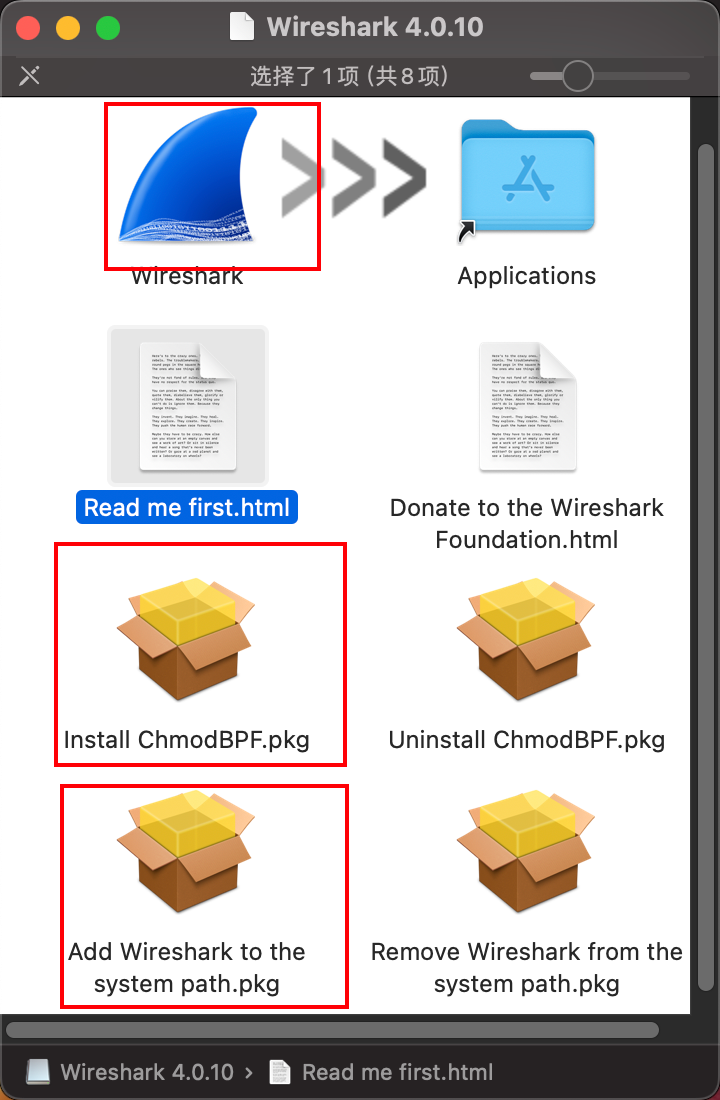 Wireshark 4.0.10
选择了 1 项 (共 8 项)
Wireshark
Applications
Read me first.html
Donate to the Wireshark
Foundation.html
Install ChmodBPF.pkg
Uninstall ChmodBPF.pkg
Add Wireshark to the
system path.pkg
Remove Wireshark from the
system path.pkg
Wireshark 4.0.10 › Read me first.html